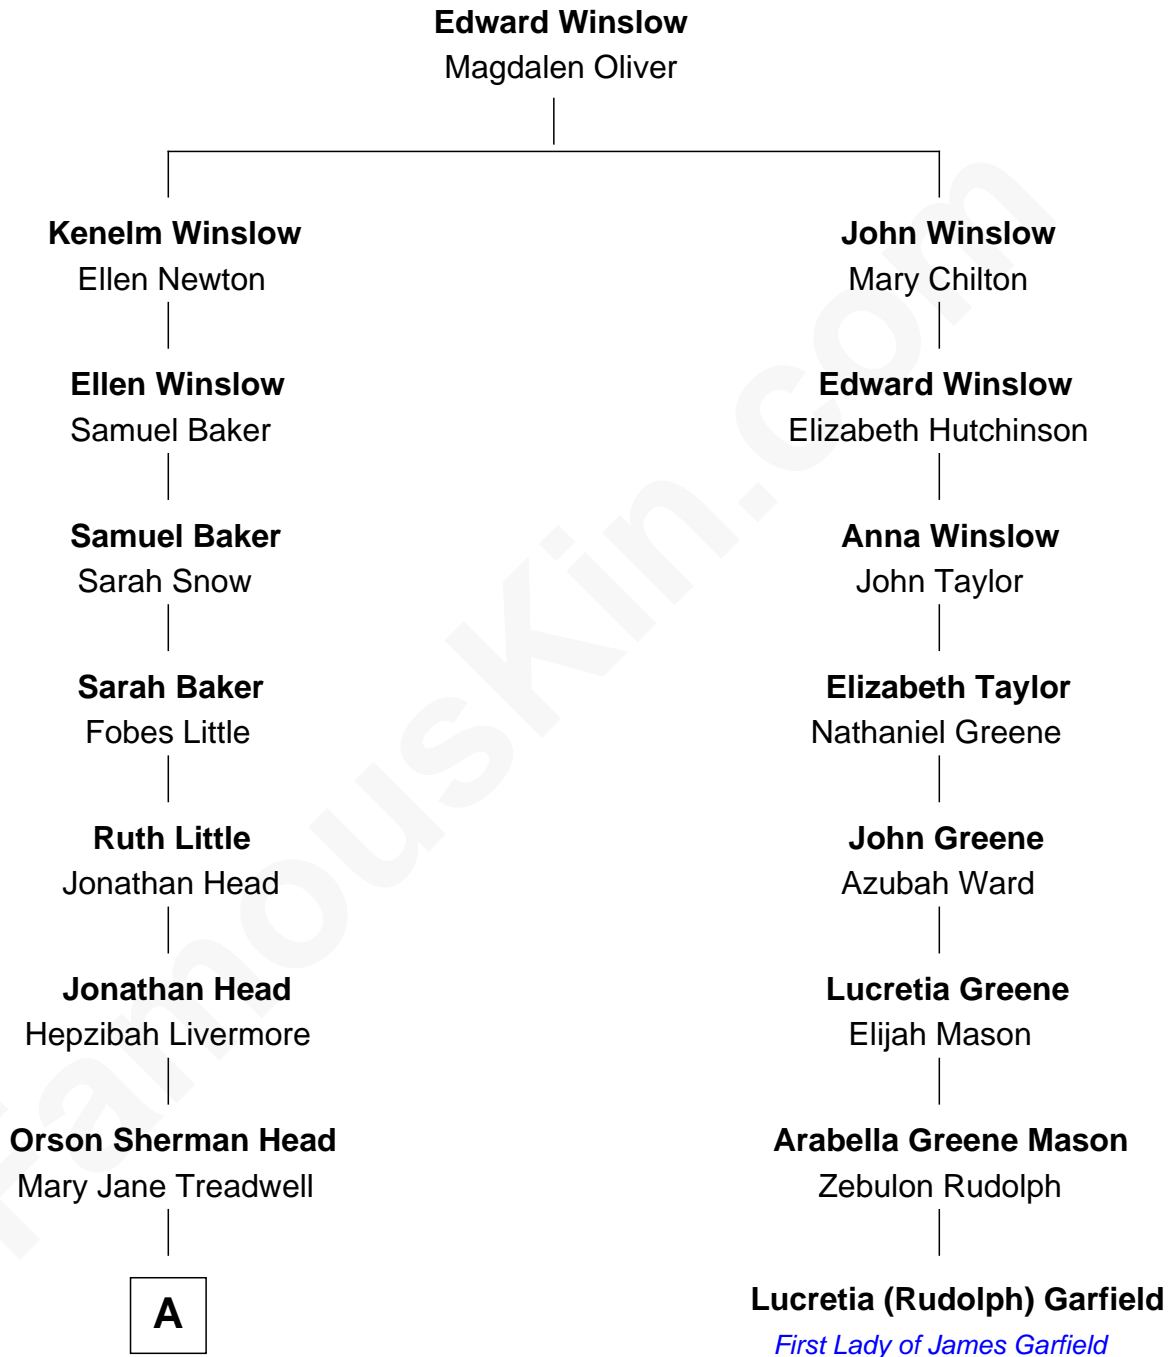 Edward Winslow
Magdalen Oliver
Kenelm Winslow
Ellen Newton
John Winslow
Mary Chilton
Ellen Winslow
Samuel Baker
Edward Winslow
Elizabeth Hutchinson
Samuel Baker
Sarah Snow
Anna Winslow
John Taylor
Sarah Baker
Fobes Little
Elizabeth Taylor
Nathaniel Greene
Ruth Little
Jonathan Head
John Greene
Azubah Ward
Jonathan Head
Hepzibah Livermore
Lucretia Greene
Elijah Mason
Orson Sherman Head
Mary Jane Treadwell
Arabella Greene Mason
Zebulon Rudolph
A
Lucretia (Rudolph) Garfield
First Lady of James Garfield
FamousKin.com